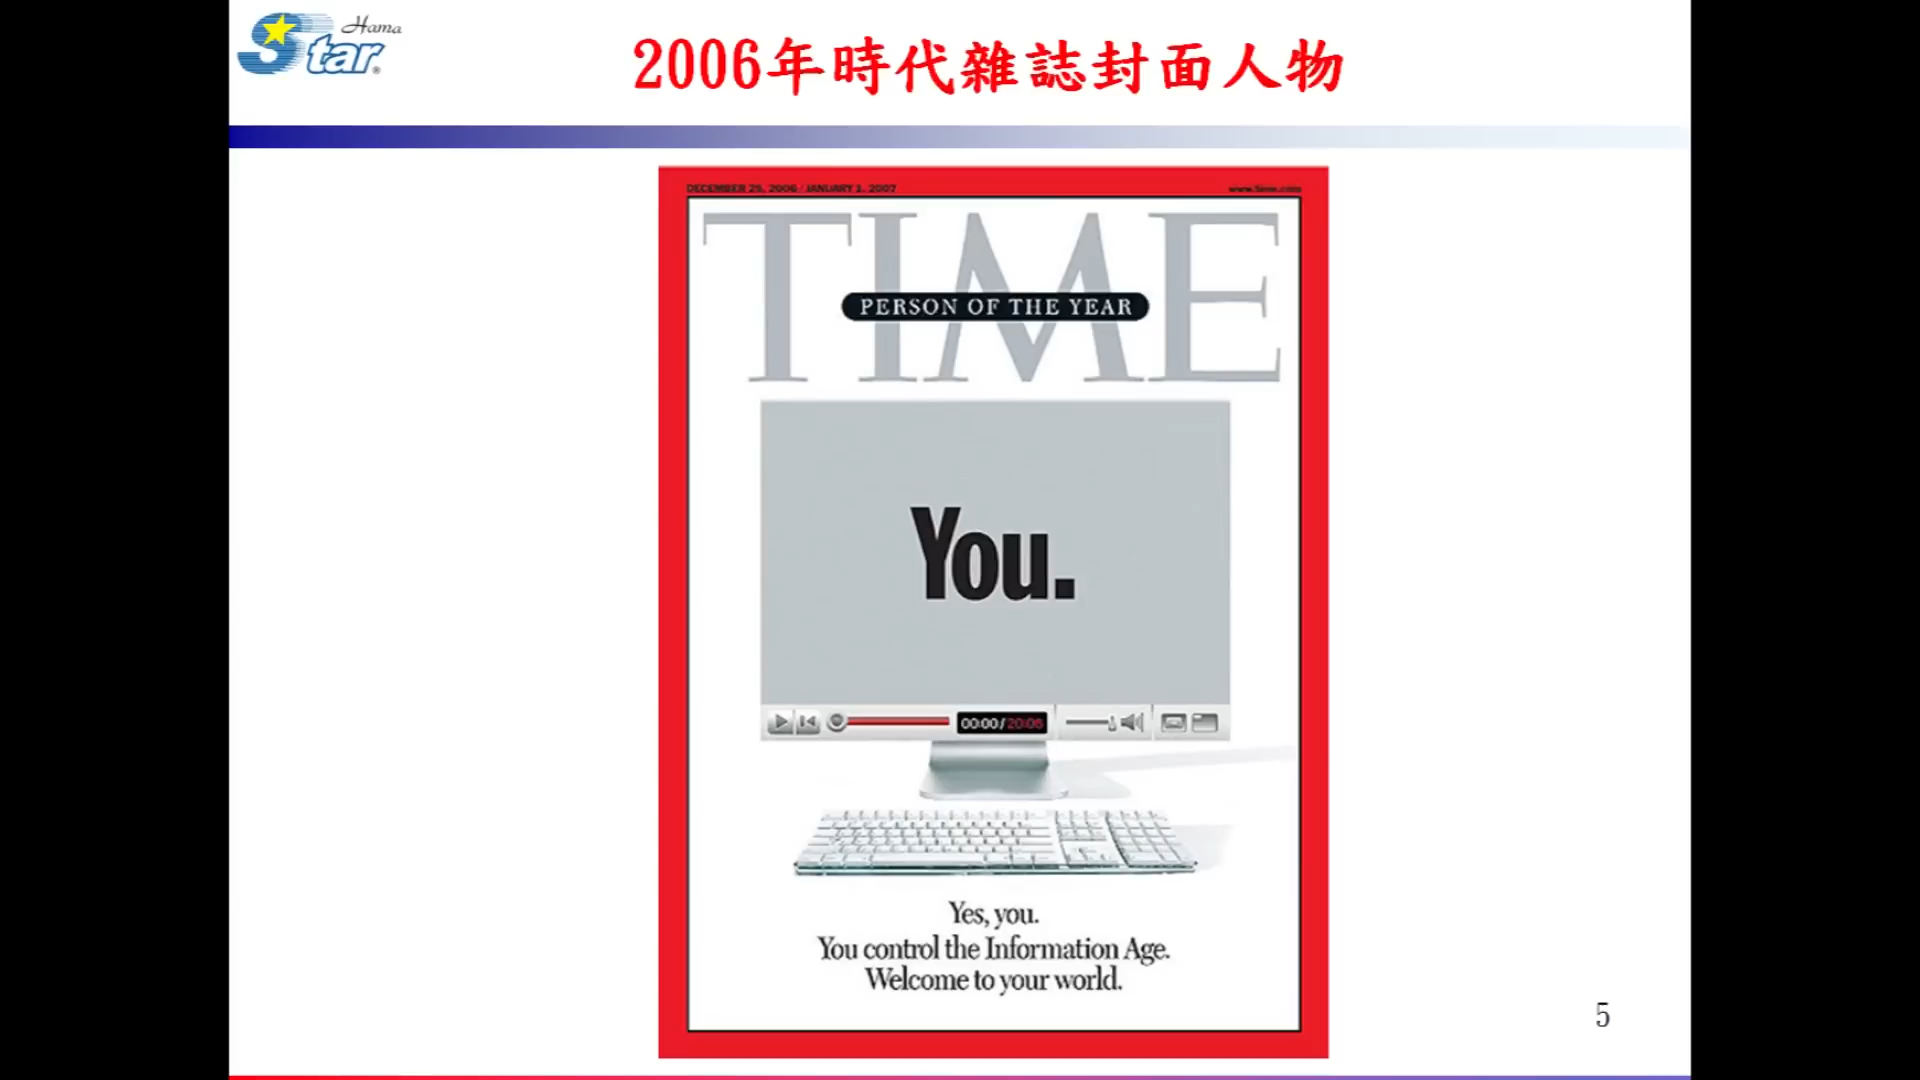 Hama
Star®
2006年時代雜誌封面人物
DECEMBER 25, 2006 / JANUARY 1, 2007
www.time.com
TIME
PERSON OF THE YEAR
You.
00:00/20:06
Yes, you.
You control the Information Age.
Welcome to your world.
5